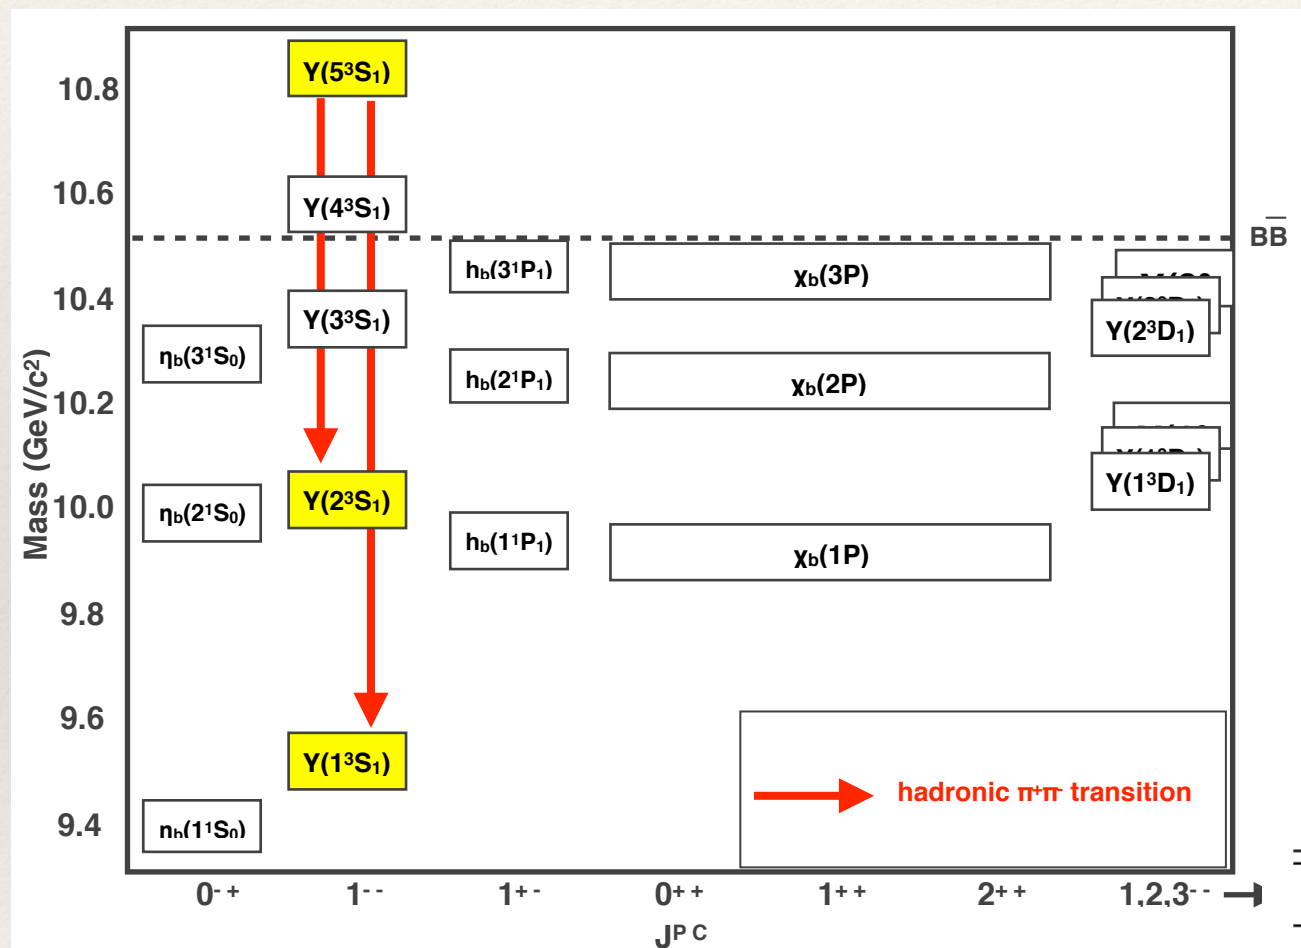 Y(5³S₁)
10.8
10.6
Y(4³S₁)
BB̅
h_b(3¹P₁)
χ_b(3P)
10.4
Y(3³S₁)
Y(2³D₁)
η_b(3¹S₀)
h_b(2¹P₁)
χ_b(2P)
10.2
Mass (GeV/c²)
Y(1³D₁)
10.0
Y(2³S₁)
η_b(2¹S₀)
h_b(1¹P₁)
χ_b(1P)
9.8
9.6
Y(1³S₁)
hadronic π⁺π⁻ transition
9.4
η_b(1¹S₀)
0⁻⁺ 1⁻⁻ 1⁺⁻ 0⁺⁺ 1⁺⁺ 2⁺⁺ 1,2,3⁻⁻
J^PC